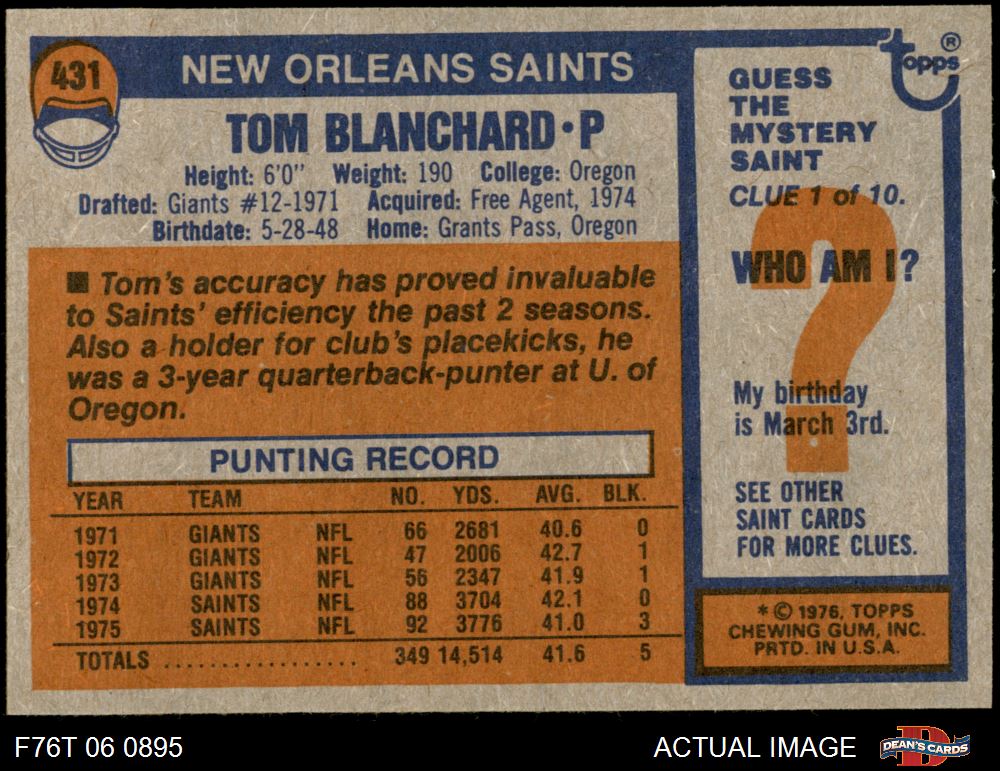 431
NEW ORLEANS SAINTS
TOM BLANCHARD • P
Height: 6'0" Weight: 190 College: Oregon
Drafted: Giants #12-1971 Acquired: Free Agent, 1974
Birthdate: 5-28-48 Home: Grants Pass, Oregon
■ Tom's accuracy has proved invaluable
to Saints' efficiency the past 2 seasons.
Also a holder for club's placekicks, he
was a 3-year quarterback-punter at U. of
Oregon.
PUNTING RECORD
YEAR TEAM NO. YDS. AVG. BLK.
1971 GIANTS NFL 66 2681 40.6 0
1972 GIANTS NFL 47 2006 42.7 1
1973 GIANTS NFL 56 2347 41.9 1
1974 SAINTS NFL 88 3704 42.1 0
1975 SAINTS NFL 92 3776 41.0 3
TOTALS .................. 349 14,514 41.6 5
topps ®
GUESS
THE
MYSTERY
SAINT
CLUE 1 of 10.
?
WHO AM I?
My birthday
is March 3rd.
SEE OTHER
SAINT CARDS
FOR MORE CLUES.
* © 1976, TOPPS
CHEWING GUM, INC.
PRTD. IN U.S.A.
F76T 06 0895
ACTUAL IMAGE
D
DEAN'S CARDS